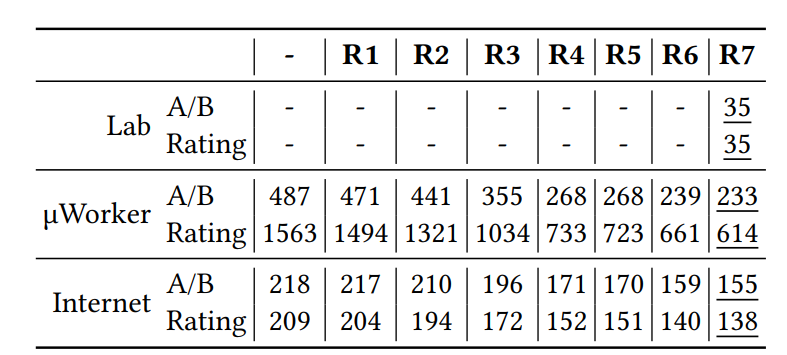 - R1 R2 R3 R4 R5 R6 R7
Lab A/B - - - - - - - 35
Rating - - - - - - - 35
µWorker A/B 487 471 441 355 268 268 239 233
Rating 1563 1494 1321 1034 733 723 661 614
Internet A/B 218 217 210 196 171 170 159 155
Rating 209 204 194 172 152 151 140 138